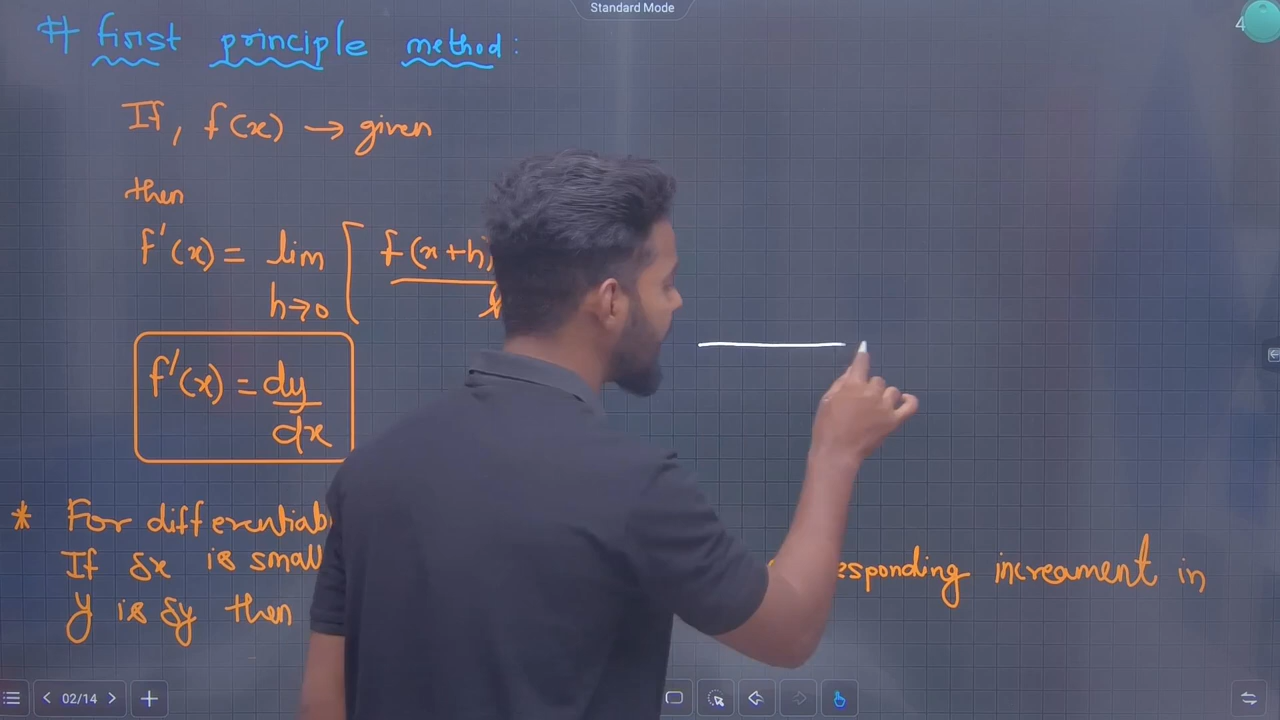 Standard Mode
4
# first principle method:
If, f(x) → given
then
f'(x) = lim [ f(x+h)
h→0
f'(x) = dy
dx
* For differentiab
If δx is small esponding increament in
y is δy then
02/14